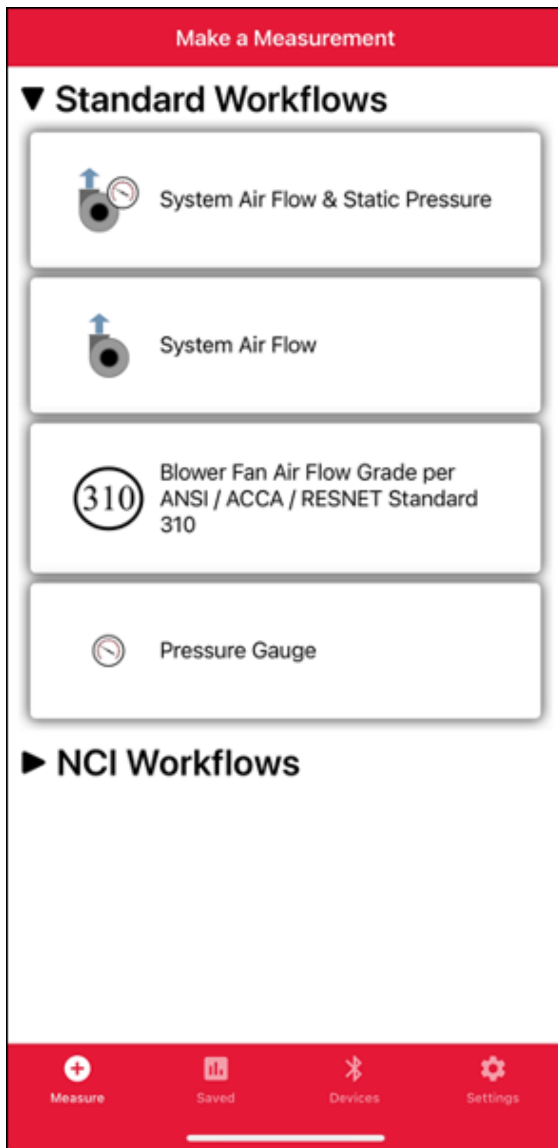 Make a Measurement
Standard Workflows
System Air Flow & Static Pressure
System Air Flow
310
Blower Fan Air Flow Grade per
ANSI / ACCA / RESNET Standard
310
Pressure Gauge
NCI Workflows
Measure
Saved
Devices
Settings